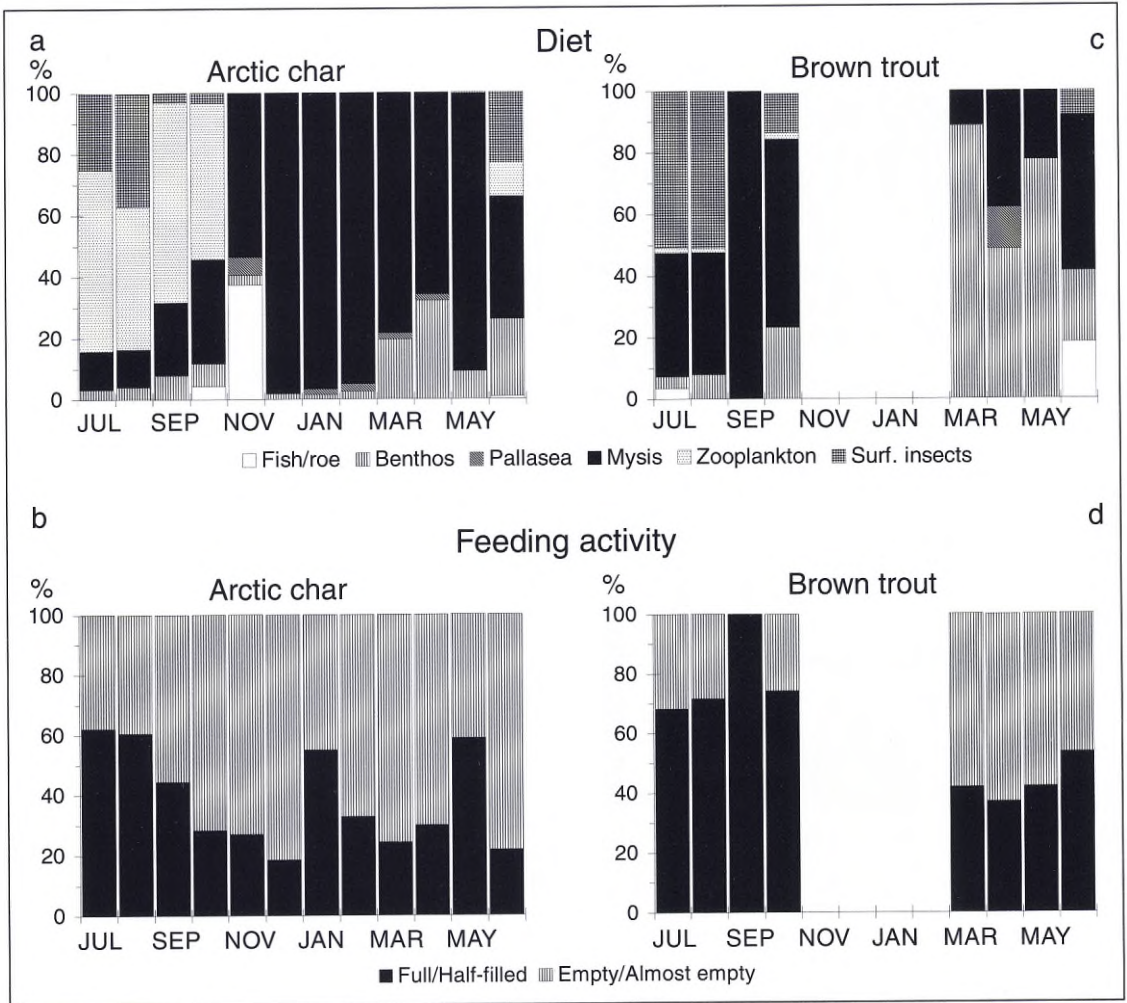 a Diet c
% Arctic char % Brown trout
100 100
80 80
60 60
40 40
20 20
0 0
JUL SEP NOV JAN MAR MAY JUL SEP NOV JAN MAR MAY
Fish/roe Benthos Pallasea Mysis Zooplankton Surf. insects
b Feeding activity d
% Arctic char % Brown trout
100 100
80 80
60 60
40 40
20 20
0 0
JUL SEP NOV JAN MAR MAY JUL SEP NOV JAN MAR MAY
Full/Half-filled Empty/Almost empty